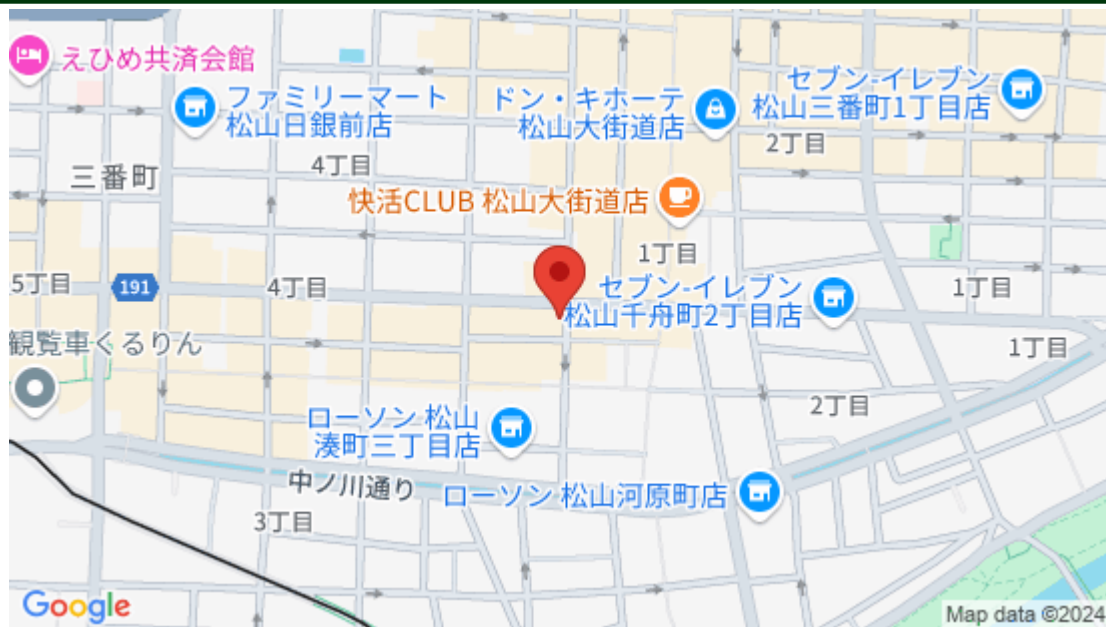 えひめ共済会館
ファミリーマート
松山日銀前店
ドン・キホーテ
松山大街道店
セブン-イレブン
松山三番町1丁目店
2丁目
4丁目
三番町
快活CLUB 松山大街道店
1丁目
5丁目
191
4丁目
セブン-イレブン
松山千舟町2丁目店
1丁目
観覧車くるりん
1丁目
2丁目
ローソン 松山
湊町三丁目店
中ノ川通り
ローソン 松山河原町店
3丁目
Google
Map data ©2024